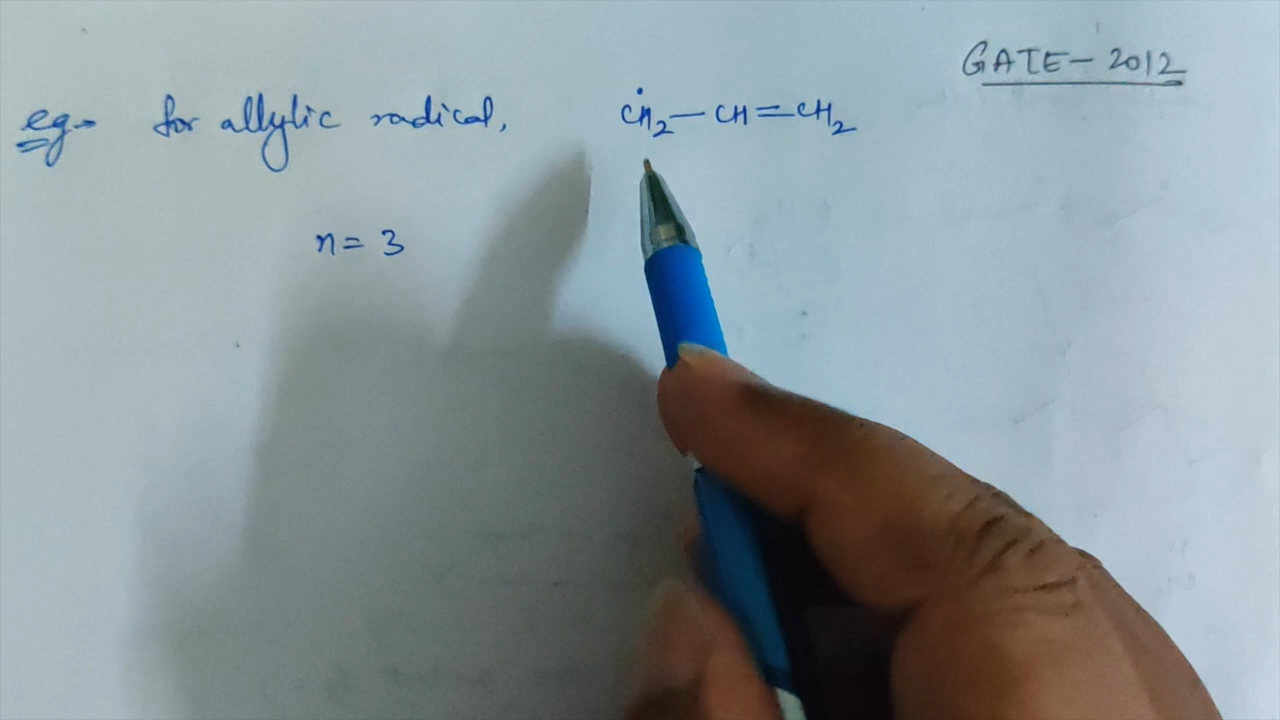 GATE-2012
eg→ for allylic radical, ĊH₂—CH=CH₂
n=3